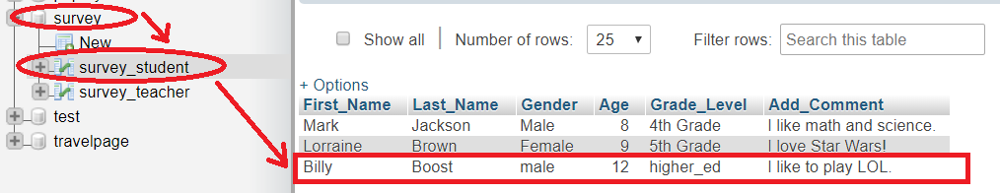 survey
New
survey_student
survey_teacher
test
travelpage
Show all Number of rows: 25 Filter rows: Search this table
+ Options
First_Name Last_Name Gender Age Grade_Level Add_Comment
Mark Jackson Male 8 4th Grade I like math and science.
Lorraine Brown Female 9 5th Grade I love Star Wars!
Billy Boost male 12 higher_ed I like to play LOL.